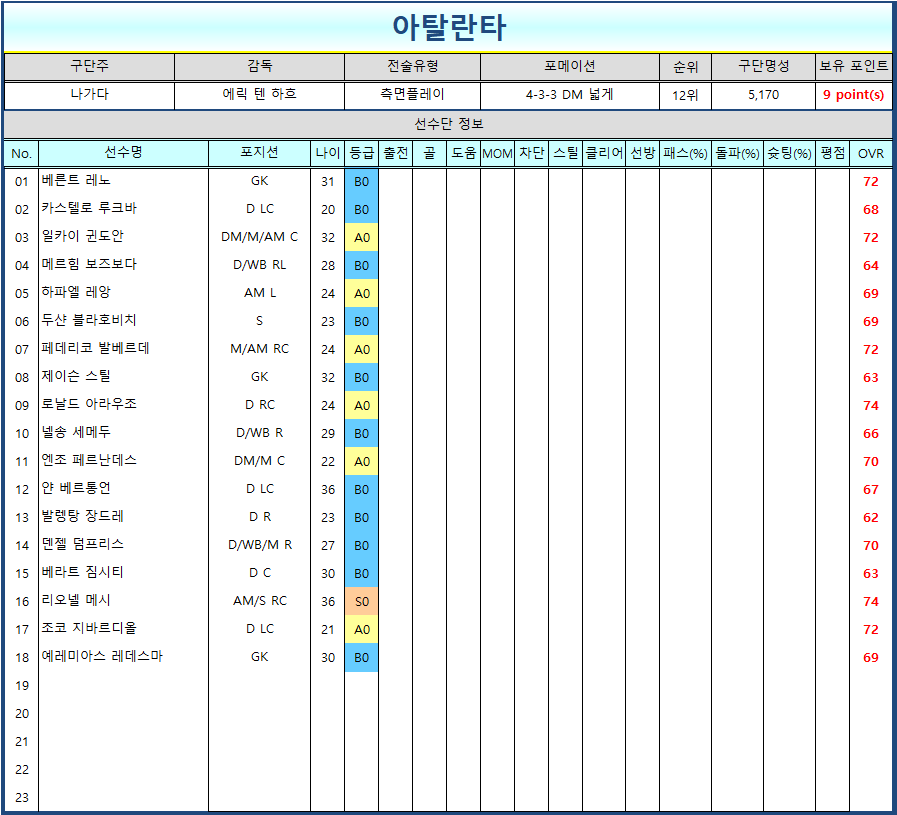 아탈란타
구단주 감독 전술유형 포메이션 순위 구단명성 보유 포인트
나가다 에릭 텐 하흐 측면플레이 4-3-3 DM 넓게 12위 5,170 9 point(s)
선수단 정보
No. 선수명 포지션 나이 등급 출전 골 도움 MOM 차단 스틸 클리어 선방 패스(%) 돌파(%) 슛팅(%) 평점 OVR
01 베른트 레노 GK 31 B0 72
02 카스텔로 루크바 D LC 20 B0 68
03 일카이 귄도안 DM/M/AM C 32 A0 72
04 메르힘 보즈보다 D/WB RL 28 B0 64
05 하파엘 레앙 AM L 24 A0 69
06 두샨 블라호비치 S 23 B0 69
07 페데리코 발베르데 M/AM RC 24 A0 72
08 제이슨 스틸 GK 32 B0 63
09 로날드 아라우조 D RC 24 A0 74
10 넬송 세메두 D/WB R 29 B0 66
11 엔조 페르난데스 DM/M C 22 A0 70
12 얀 베르통언 D LC 36 B0 67
13 발렝탕 장드레 D R 23 B0 62
14 덴젤 덤프리스 D/WB/M R 27 B0 70
15 베라트 짐시티 D C 30 B0 63
16 리오넬 메시 AM/S RC 36 S0 74
17 조코 지바르디올 D LC 21 A0 72
18 예레미아스 레데스마 GK 30 B0 69
19
20
21
22
23